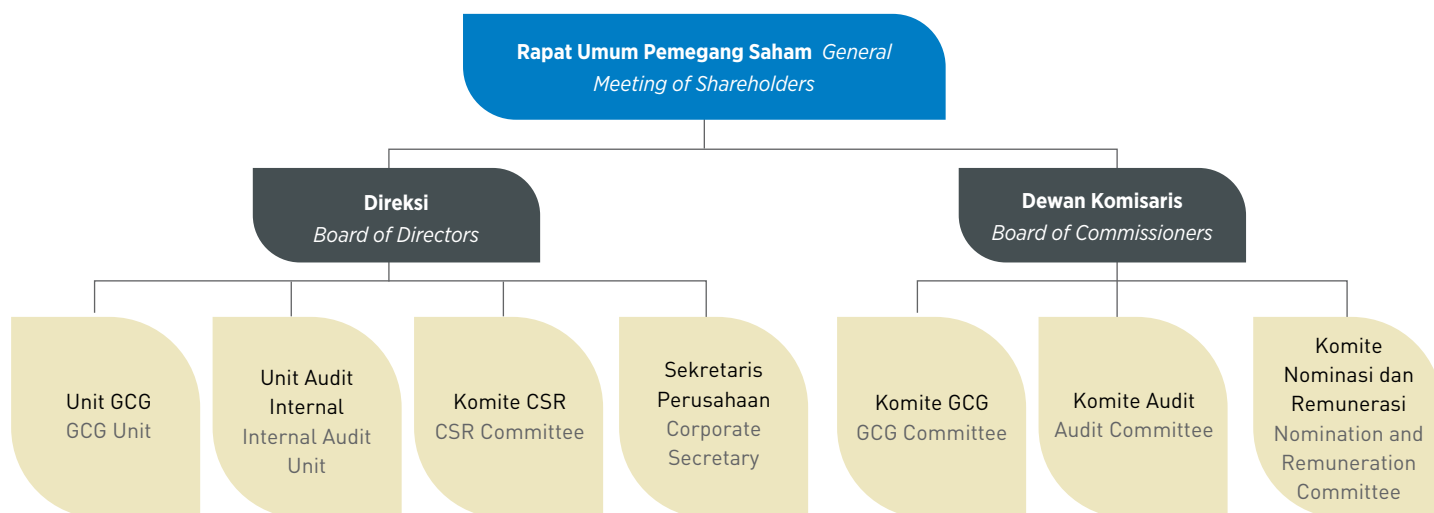 Rapat Umum Pemegang Saham General
Meeting of Shareholders
Direksi
Board of Directors
Dewan Komisaris
Board of Commissioners
Unit GCG
GCG Unit
Unit Audit
Internal
Internal Audit
Unit
Komite CSR
CSR Committee
Sekretaris
Perusahaan
Corporate
Secretary
Komite GCG
GCG Committee
Komite Audit
Audit Committee
Komite
Nominasi dan
Remunerasi
Nomination and
Remuneration
Committee